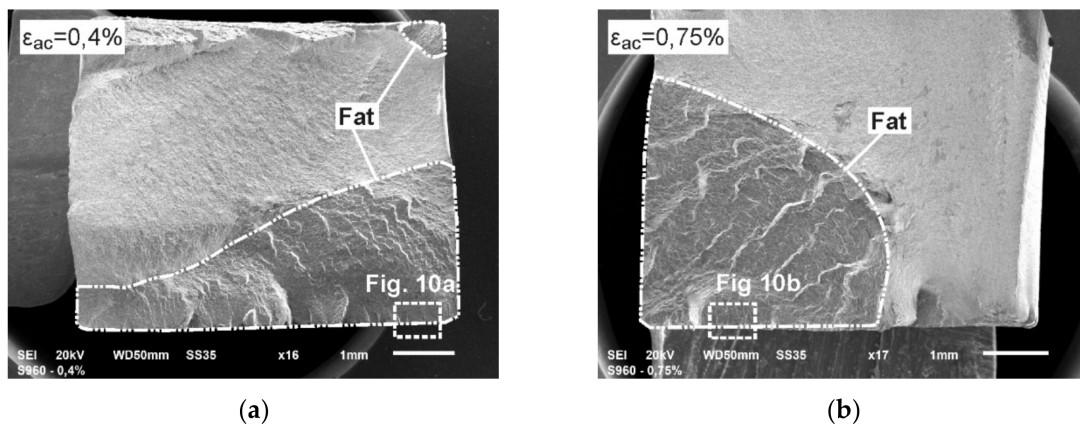 εac=0,4%
Fat
Fig. 10a
SEI 20kV WD50mm SS35 x16 1mm
S960 - 0,4%
(a)
εac=0,75%
Fat
Fig 10b
SEI 20kV WD50mm SS35 x17 1mm
S960 - 0,75%
(b)